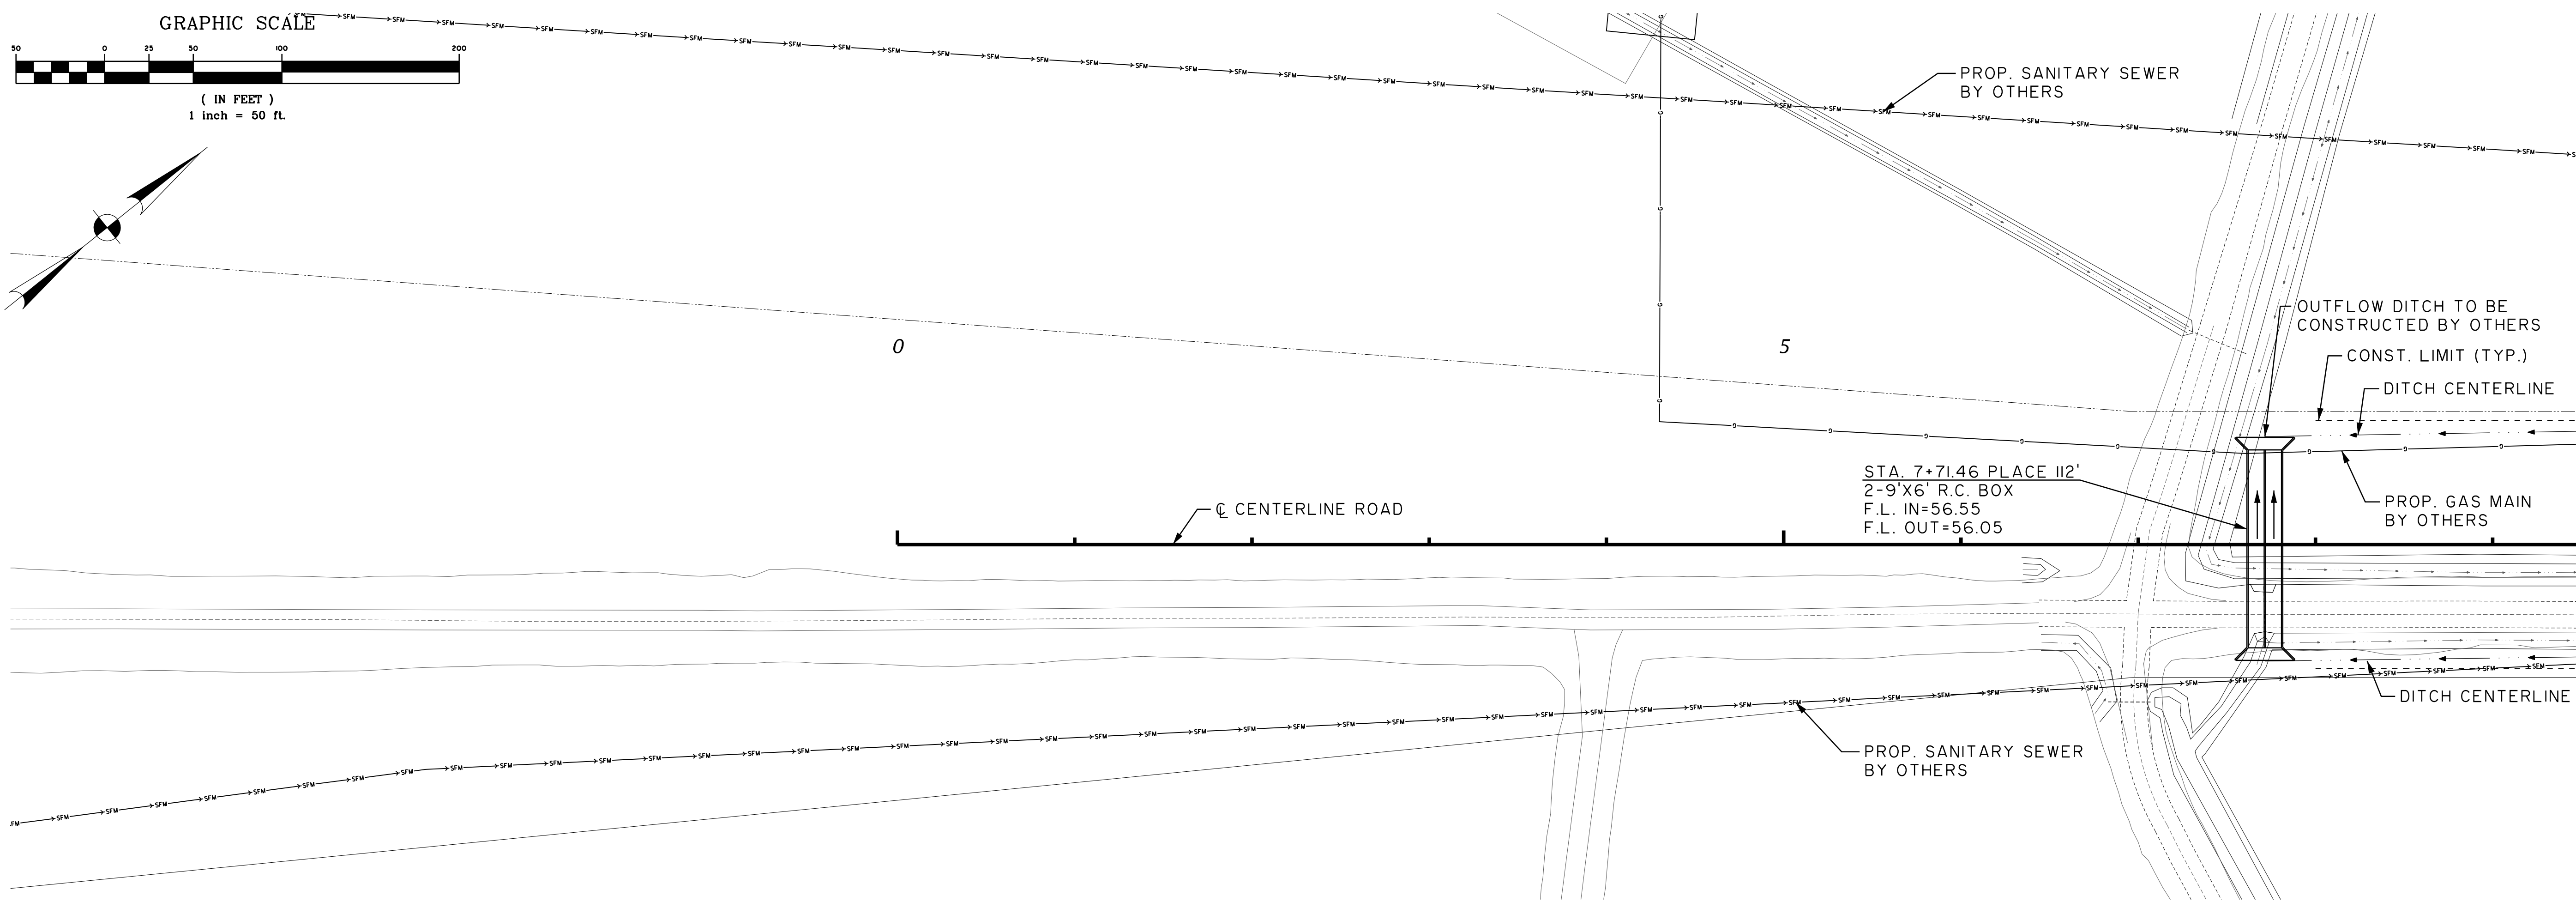 GRAPHIC SCALE
50 0 25 50 100 200
( IN FEET )
1 inch = 50 ft.
PROP. SANITARY SEWER
BY OTHERS
OUTFLOW DITCH TO BE
CONSTRUCTED BY OTHERS
CONST. LIMIT (TYP.)
DITCH CENTERLINE
0
5
STA. 7+71.46 PLACE 112'
2-9'X6' R.C. BOX
F.L. IN=56.55
F.L. OUT=56.05
PROP. GAS MAIN
BY OTHERS
℄ CENTERLINE ROAD
DITCH CENTERLINE
PROP. SANITARY SEWER
BY OTHERS
SFM
G